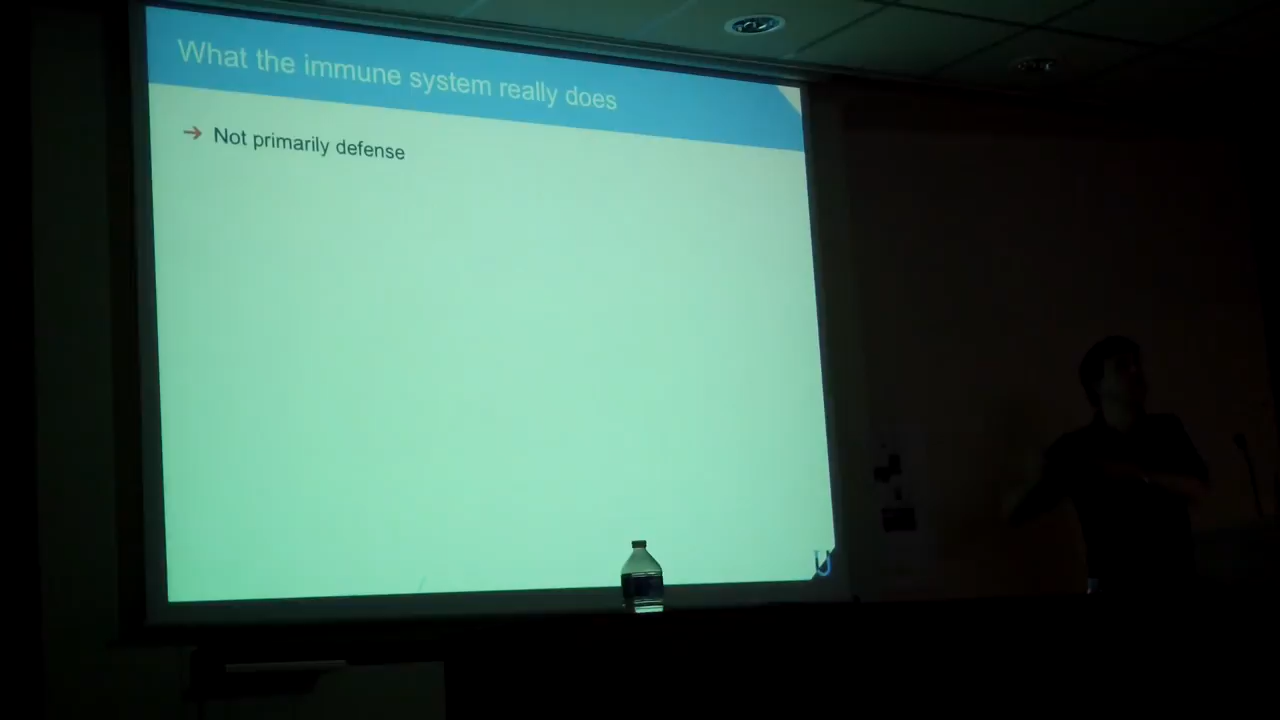 What the immune system really does
➔ Not primarily defense